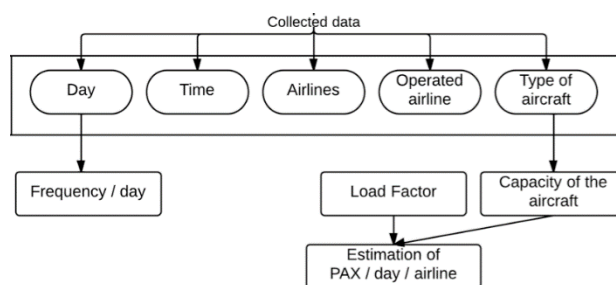 Collected data
Day
Time
Airlines
Operated
airline
Type of
aircraft
Frequency / day
Load Factor
Capacity of the
aircraft
Estimation of
PAX / day / airline